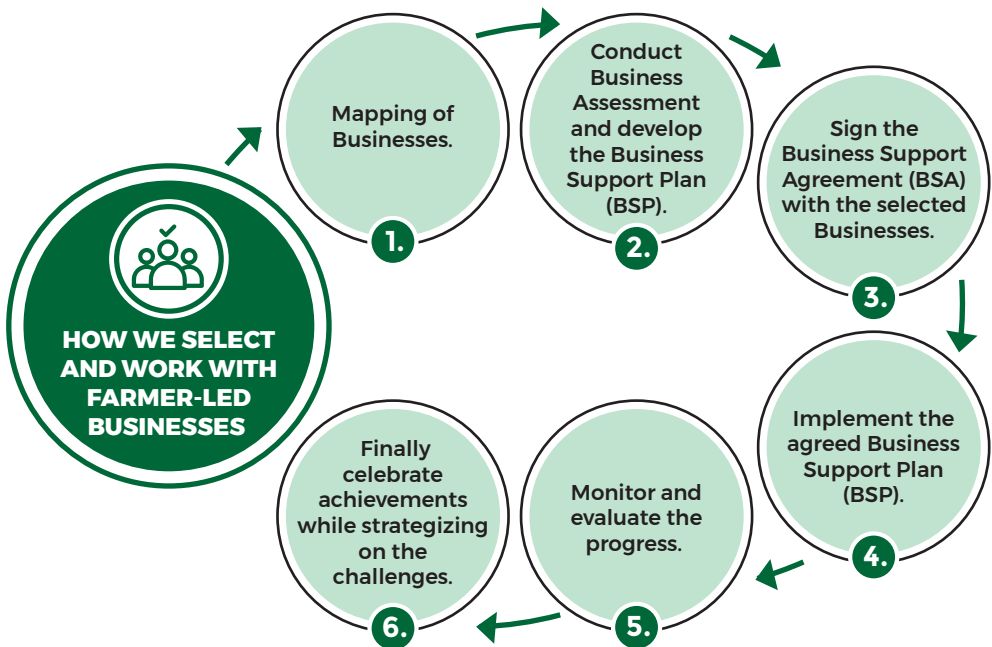 HOW WE SELECT
AND WORK WITH
FARMER-LED
BUSINESSES
Mapping of
Businesses.
1.
Conduct
Business
Assessment
and develop
the Business
Support Plan
(BSP).
2.
Sign the
Business Support
Agreement (BSA)
with the selected
Businesses.
3.
Implement the
agreed Business
Support Plan
(BSP).
4.
Monitor and
evaluate the
progress.
5.
Finally
celebrate
achievements
while strategizing
on the
challenges.
6.